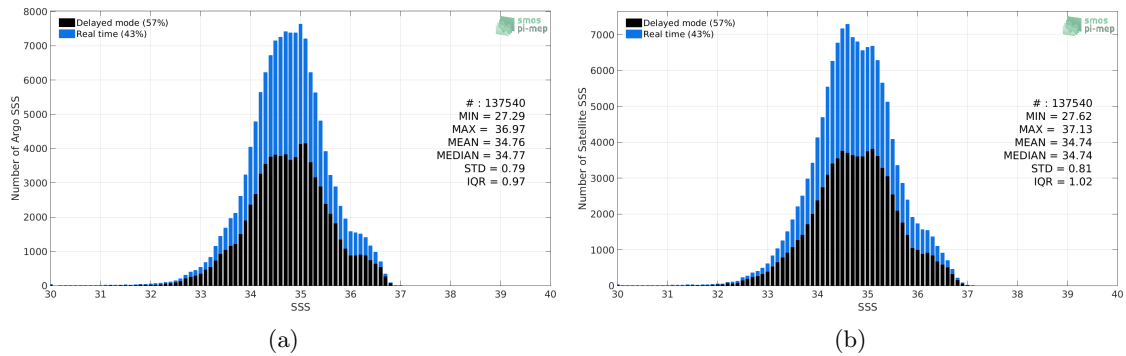 Delayed mode (57%)
Real time (43%)
smos
pi-mep
8000
7000
6000
5000
4000
3000
2000
1000
0
Number of Argo SSS
# : 137540
MIN = 27.29
MAX = 36.97
MEAN = 34.76
MEDIAN = 34.77
STD = 0.79
IQR = 0.97
30 31 32 33 34 35 36 37 38 39 40
SSS
(a)
Delayed mode (57%)
Real time (43%)
smos
pi-mep
7000
6000
5000
4000
3000
2000
1000
0
Number of Satellite SSS
# : 137540
MIN = 27.62
MAX = 37.13
MEAN = 34.74
MEDIAN = 34.74
STD = 0.81
IQR = 1.02
30 31 32 33 34 35 36 37 38 39 40
SSS
(b)